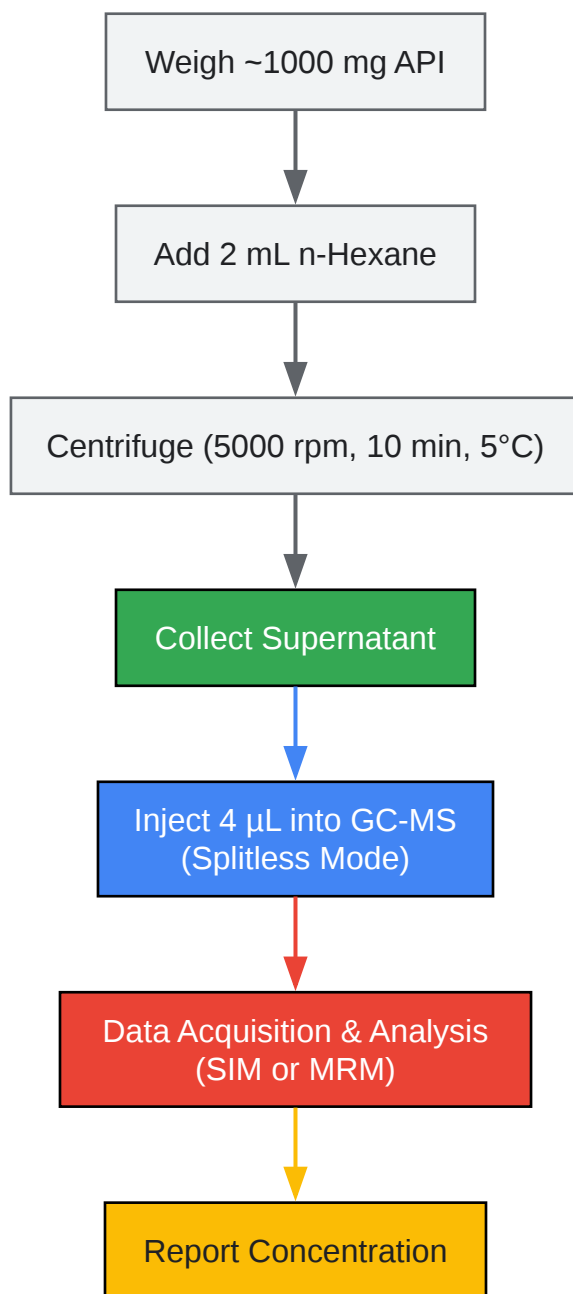 Weigh ~1000 mg API
Add 2 mL n-Hexane
Centrifuge (5000 rpm, 10 min, 5°C)
Collect Supernatant
Inject 4 µL into GC-MS
(Splitless Mode)
Data Acquisition & Analysis
(SIM or MRM)
Report Concentration